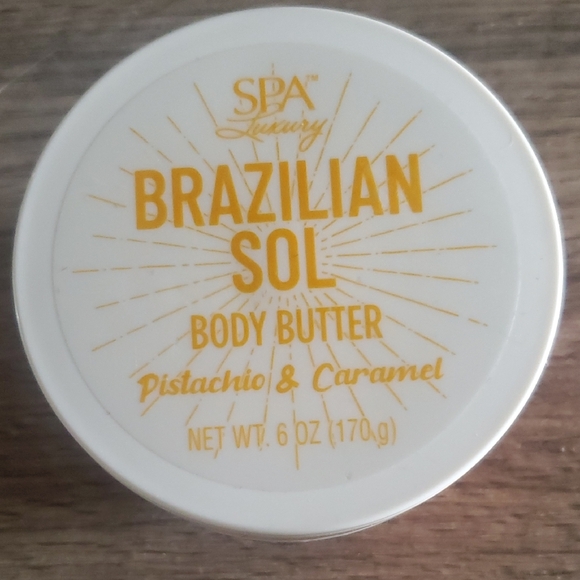 SPA™
Luxury
BRAZILIAN
SOL
BODY BUTTER
Pistachio & Caramel
NET WT. 6 OZ (170 g)